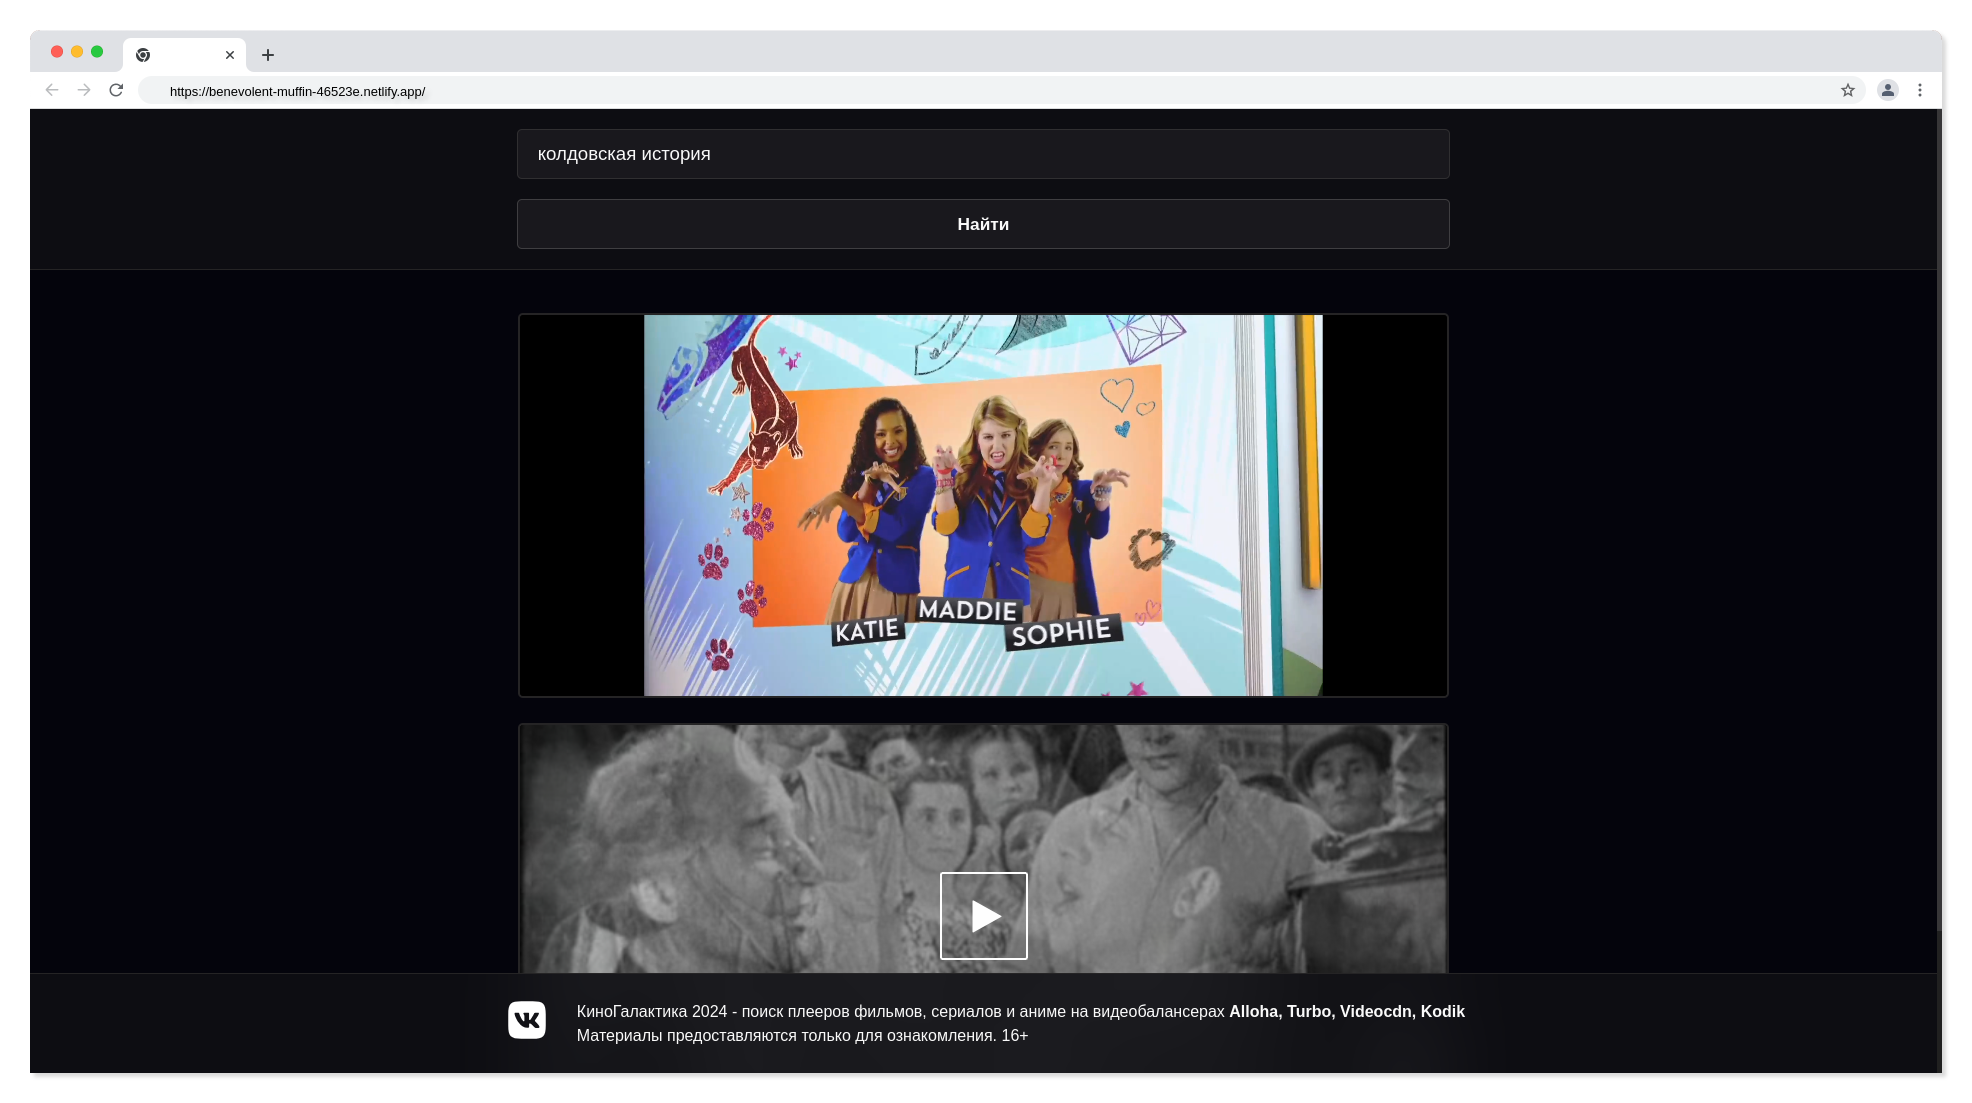 https://benevolent-muffin-46523e.netlify.app/
колдовская история
Найти
KATIE
MADDIE
SOPHIE
КиноГалактика 2024 - поиск плееров фильмов, сериалов и аниме на видеобалансерах Alloha, Turbo, Videocdn, Kodik
Материалы предоставляются только для ознакомления. 16+